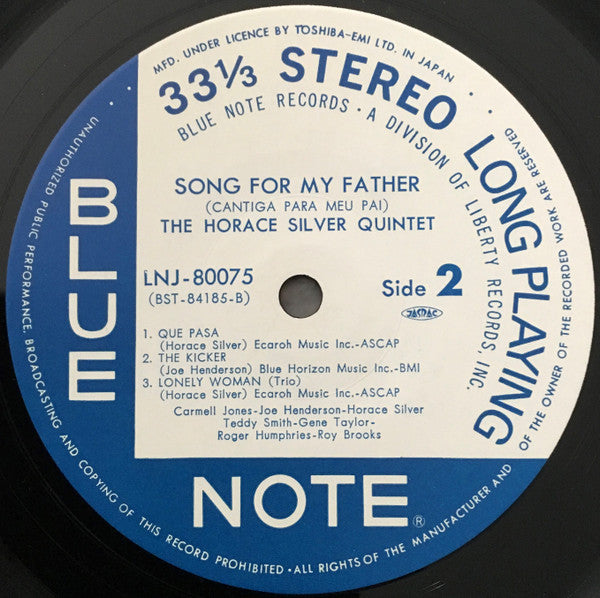 MFD. UNDER LICENCE BY TOSHIBA-EMI LTD. IN JAPAN
33⅓ STEREO LONG PLAYING
BLUE NOTE RECORDS · A DIVISION OF LIBERTY RECORDS, INC.
SONG FOR MY FATHER
(CANTIGA PARA MEU PAI)
THE HORACE SILVER QUINTET
LNJ-80075
(BST-84185-B)
Side 2
JASRAC
1. QUE PASA
(Horace Silver) Ecaroh Music Inc.-ASCAP
2. THE KICKER
(Joe Henderson) Blue Horizon Music Inc.-BMI
3. LONELY WOMAN (Trio)
(Horace Silver) Ecaroh Music Inc.-ASCAP
Carmell Jones-Joe Henderson-Horace Silver
Teddy Smith-Gene Taylor-
Roger Humphries-Roy Brooks
BLUE
NOTE®
UNAUTHORIZED PUBLIC PERFORMANCE, BROADCASTING AND COPYING OF THIS RECORD PROHIBITED·ALL RIGHTS OF THE MANUFACTURER AND OF THE OWNER OF THE RECORDED WORK ARE RESERVED